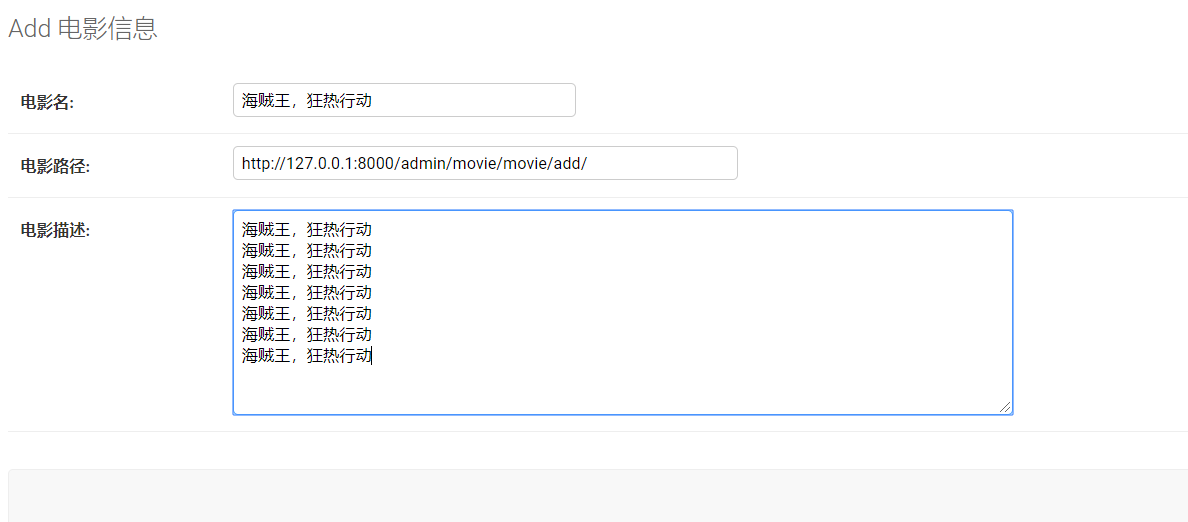 Add 电影信息
电影名:
海贼王，狂热行动
电影路径:
http://127.0.0.1:8000/admin/movie/movie/add/
电影描述:
海贼王，狂热行动
海贼王，狂热行动
海贼王，狂热行动
海贼王，狂热行动
海贼王，狂热行动
海贼王，狂热行动
海贼王，狂热行动